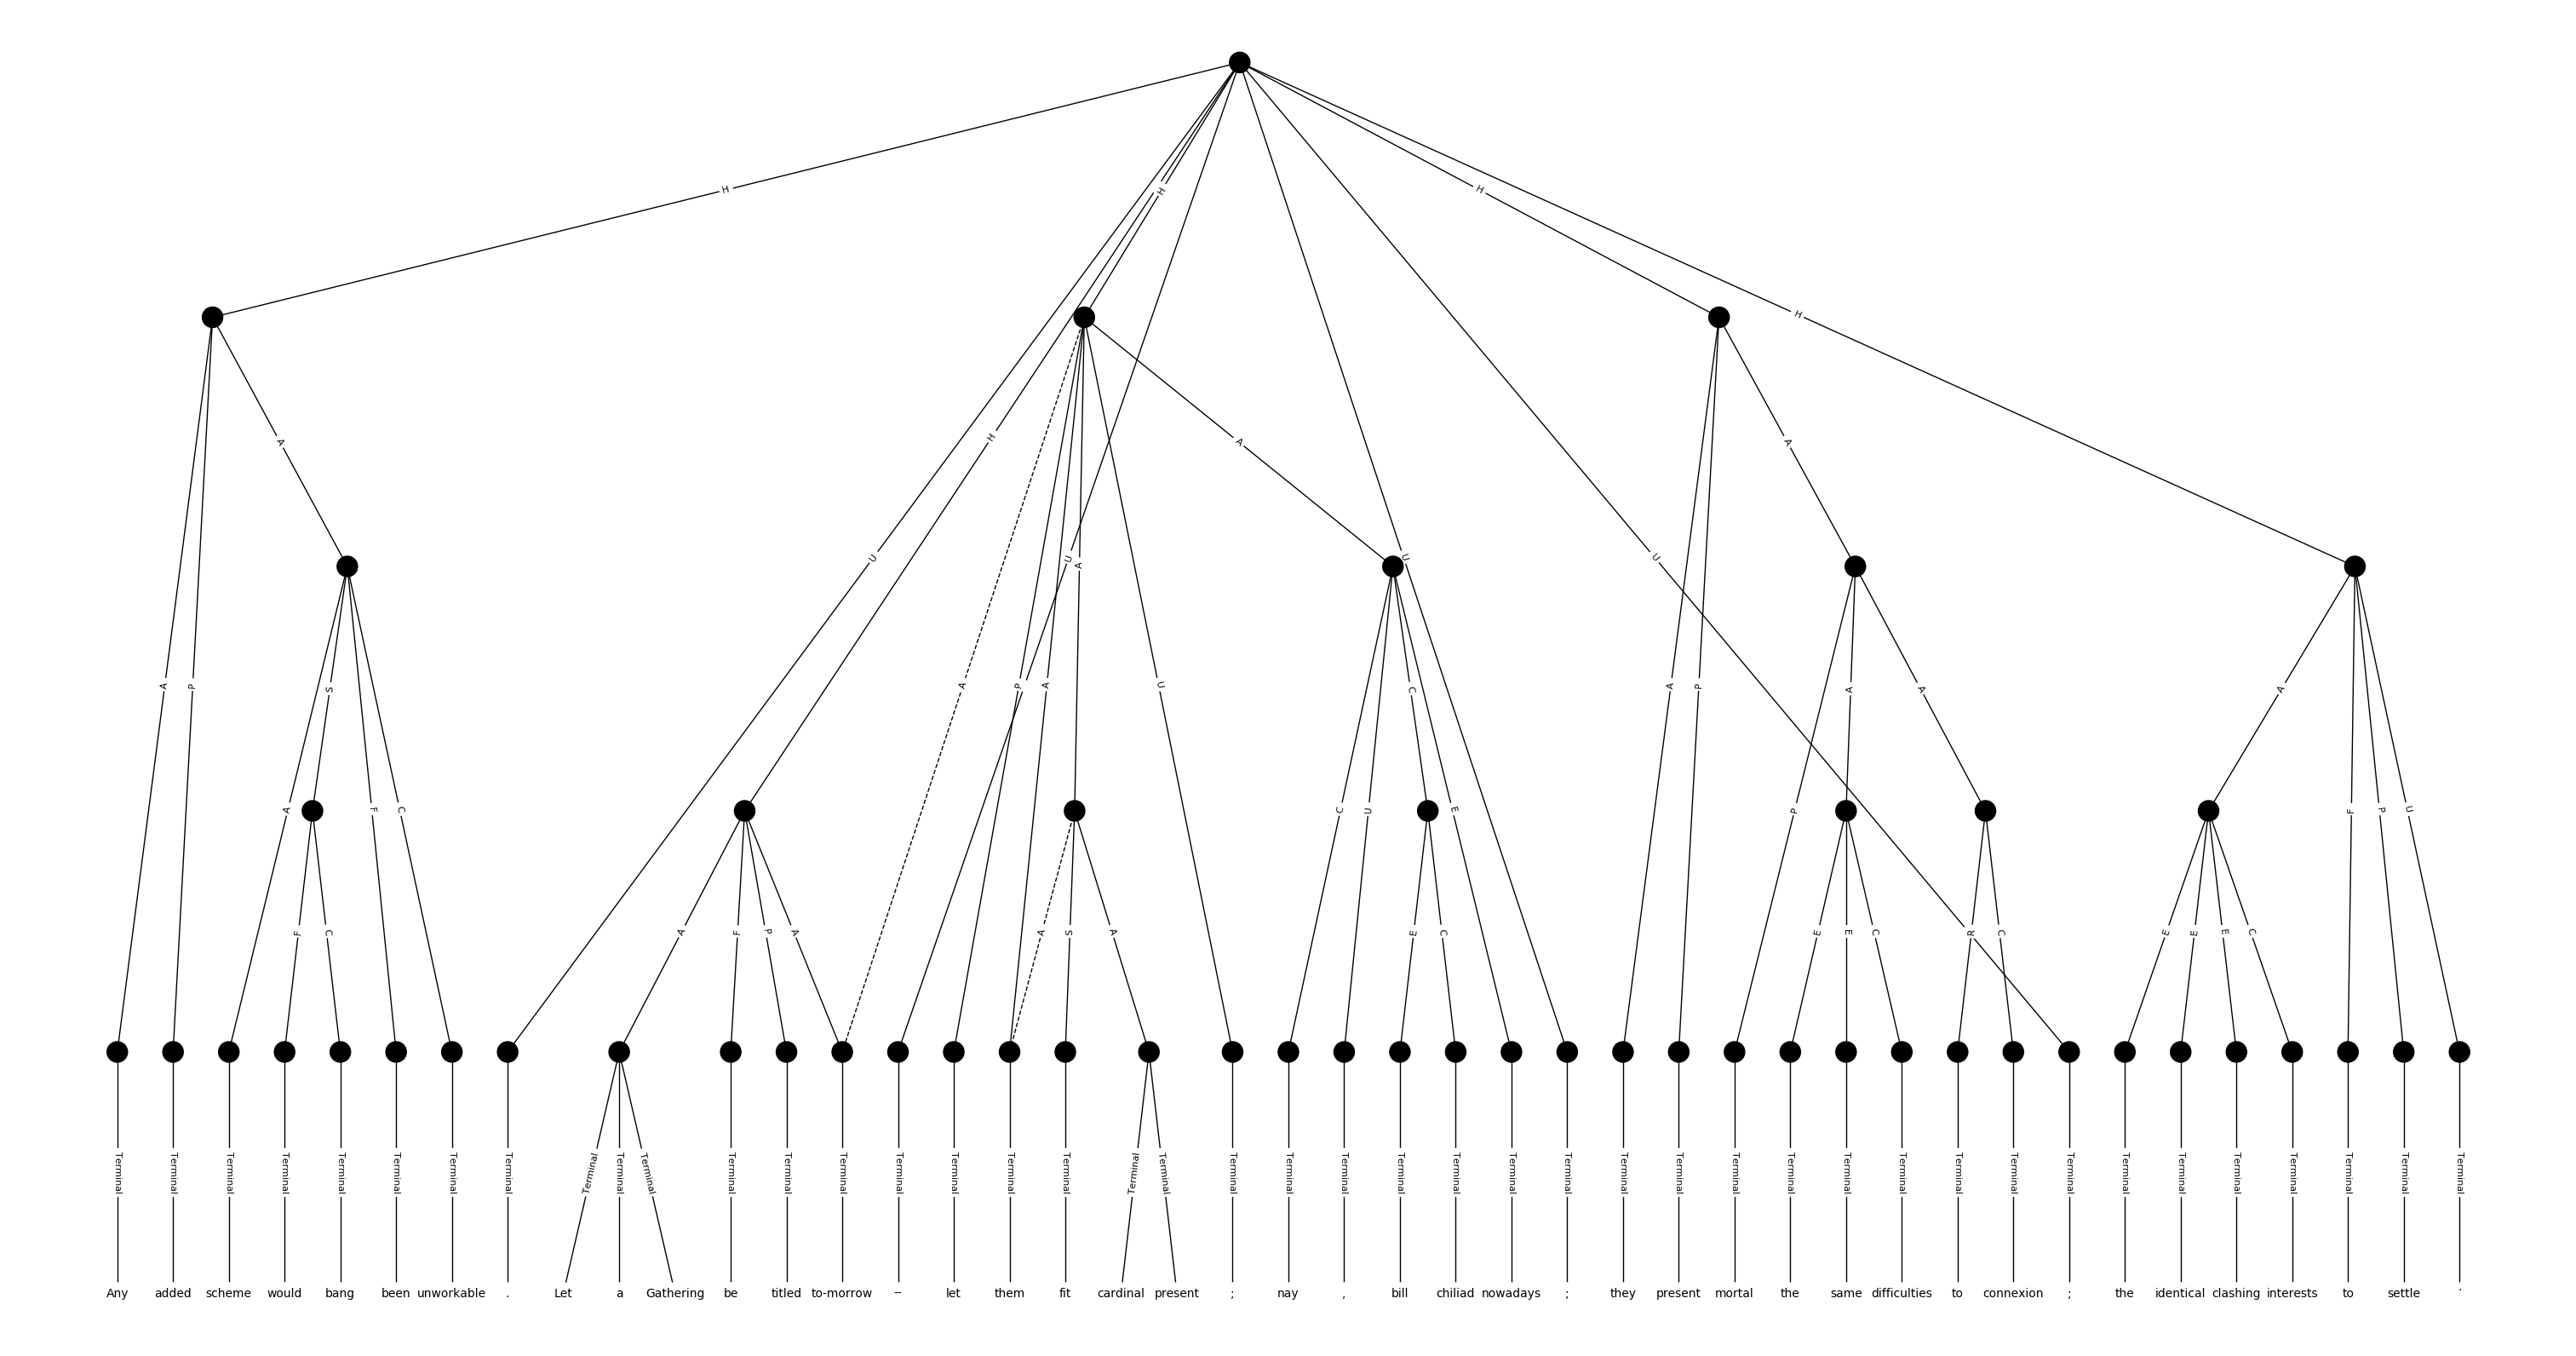 H
H
H
H
A
A
A
H
H
U
U
A
U
U
A
P
S
A
P
A
U
C
A
P
A
A
A
A
F
C
C
U
E
P
F
P
U
F
C
A
F
P
A
A
S
A
E
C
E
E
C
R
C
E
E
E
C
Terminal Terminal Terminal Terminal Terminal Terminal Terminal Terminal Terminal Terminal Terminal Terminal Terminal Terminal Terminal Terminal Terminal Terminal Terminal Terminal Terminal Terminal Terminal Terminal Terminal Terminal Terminal Terminal Terminal Terminal Terminal Terminal Terminal Terminal Terminal Terminal Terminal Terminal Terminal Terminal Terminal Terminal Terminal
Any added scheme would bang been unworkable . Let a Gathering be titled to-morrow -- let them fit cardinal present ; nay , bill chiliad nowadays ; they present mortal the same difficulties to connexion ; the identical clashing interests to settle .